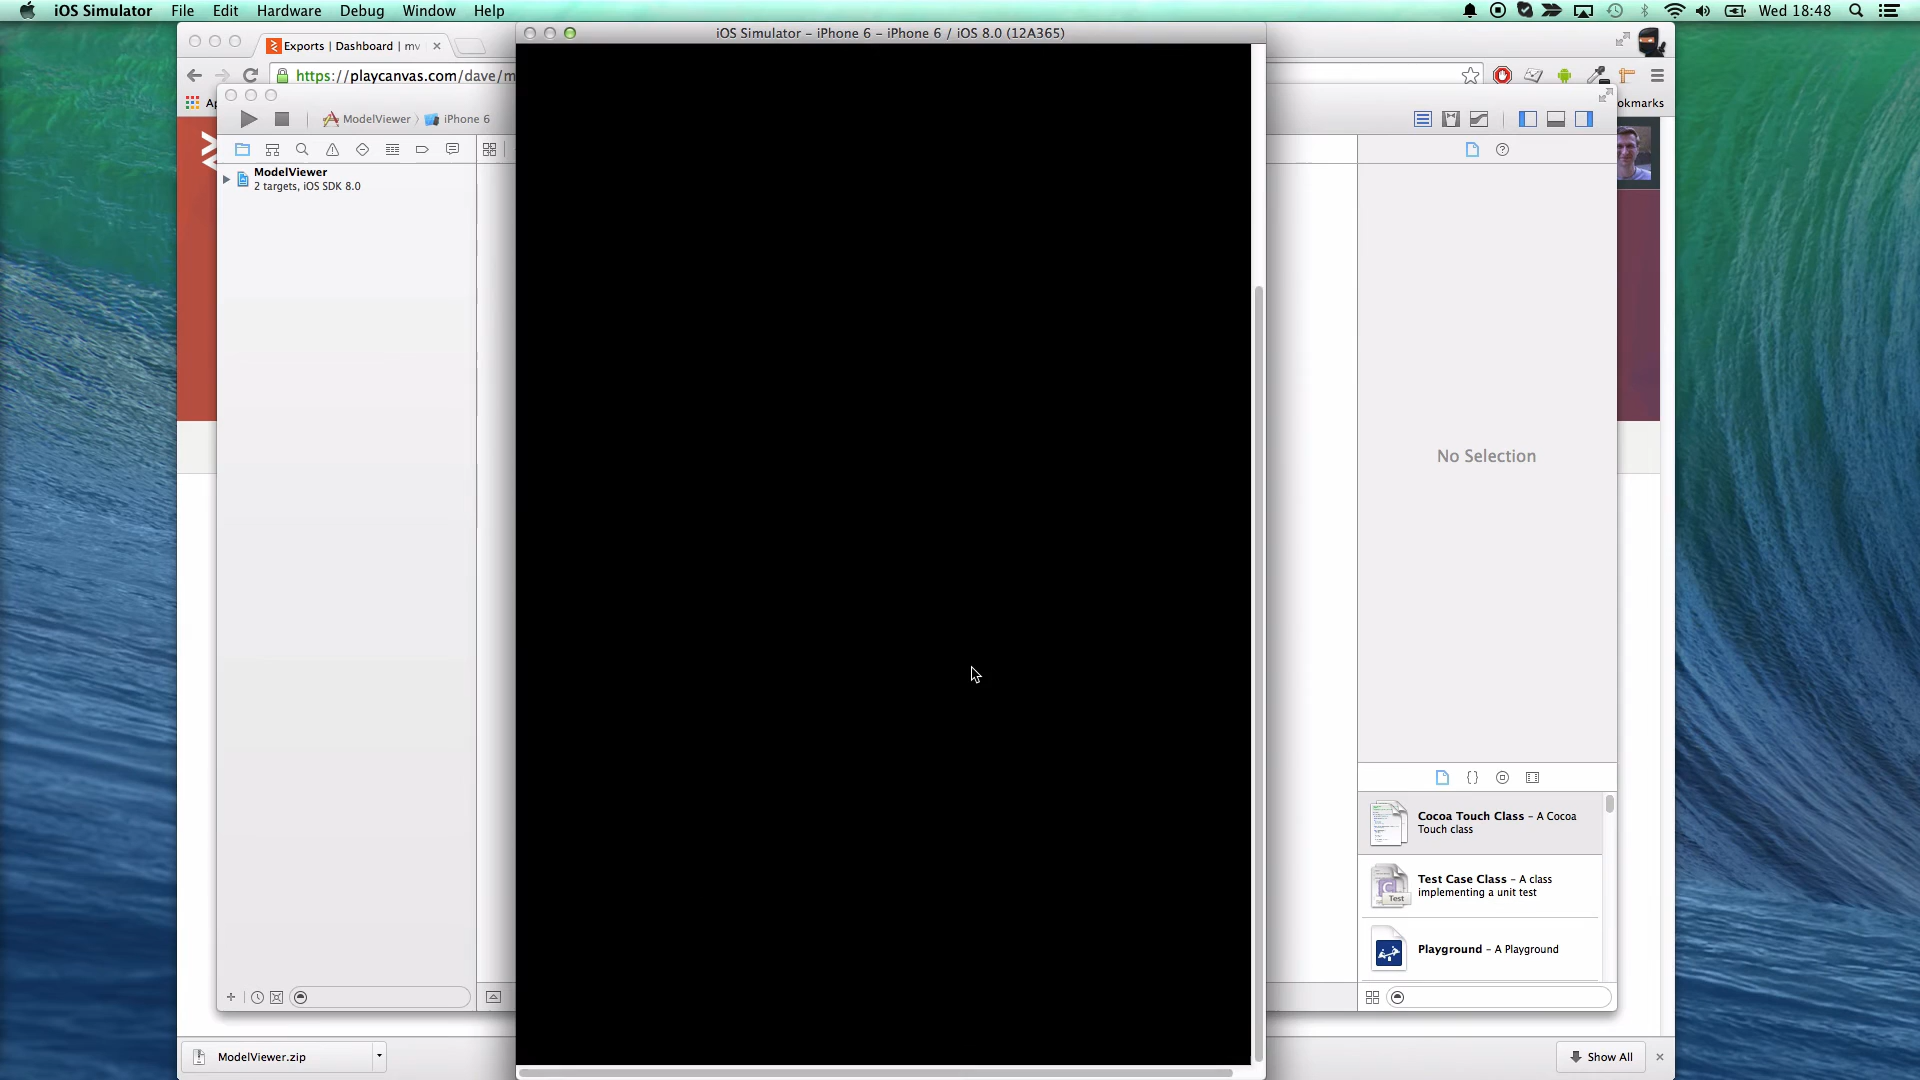 iOS Simulator File Edit Hardware Debug Window Help
Wed 18:48
Exports | Dashboard | mv
iOS Simulator - iPhone 6 - iPhone 6 / iOS 8.0 (12A365)
https://playcanvas.com/dave/m
Ap
okmarks
ModelViewer
iPhone 6
ModelViewer
2 targets, iOS SDK 8.0
No Selection
{}
Cocoa Touch Class - A Cocoa
Touch class
Test Case Class - A class
implementing a unit test
Test
Playground - A Playground
ModelViewer.zip
Show All